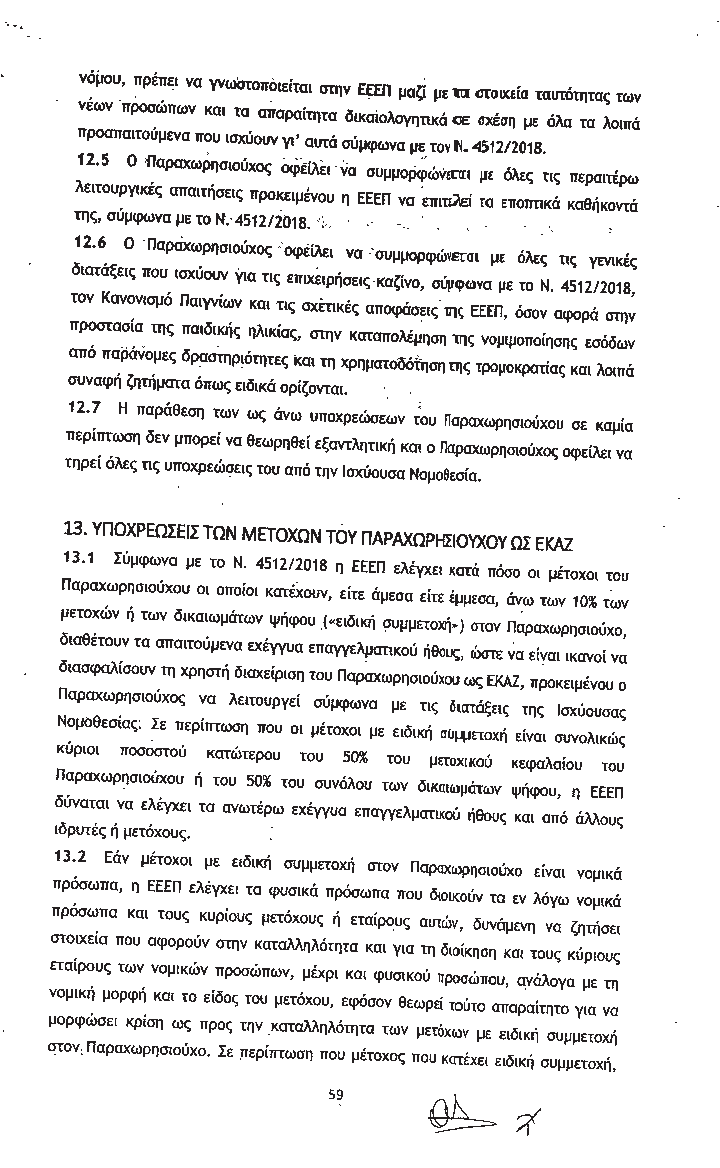 νόμου, πρέπει να γνωστοποιείται στην ΕΕΕΠ μαζί με τα στοιχεία ταυτότητας των
νέων προσώπων και τα απαραίτητα δικαιολογητικά σε σχέση με όλα τα λοιπά
προαπαιτούμενα που ισχύουν γι' αυτά σύμφωνα με τον Ν. 4512/2018.
12.5 Ο Παραχωρησιούχος οφείλει να συμμορφώνεται με όλες τις περαιτέρω
λειτουργικές απαιτήσεις προκειμένου η ΕΕΕΠ να επιτελεί τα εποπτικά καθήκοντά
της, σύμφωνα με το Ν. 4512/2018.
12.6 Ο Παραχωρησιούχος οφείλει να συμμορφώνεται με όλες τις γενικές
διατάξεις που ισχύουν για τις επιχειρήσεις καζίνο, σύμφωνα με το Ν. 4512/2018,
τον Κανονισμό Παιγνίων και τις σχετικές αποφάσεις της ΕΕΕΠ, όσον αφορά στην
προστασία της παιδικής ηλικίας, στην καταπολέμηση της νομιμοποίησης εσόδων
από παράνομες δραστηριότητες και τη χρηματοδότηση της τρομοκρατίας και λοιπά
συναφή ζητήματα όπως ειδικά ορίζονται.
12.7 Η παράθεση των ως άνω υποχρεώσεων του Παραχωρησιούχου σε καμία
περίπτωση δεν μπορεί να θεωρηθεί εξαντλητική και ο Παραχωρησιούχος οφείλει να
τηρεί όλες τις υποχρεώσεις του από την Ισχύουσα Νομοθεσία.
13. ΥΠΟΧΡΕΩΣΕΙΣ ΤΩΝ ΜΕΤΟΧΩΝ ΤΟΥ ΠΑΡΑΧΩΡΗΣΙΟΥΧΟΥ ΩΣ ΕΚΑΖ
13.1 Σύμφωνα με το Ν. 4512/2018 η ΕΕΕΠ ελέγχει κατά πόσο οι μέτοχοι του
Παραχωρησιούχου οι οποίοι κατέχουν, είτε άμεσα είτε έμμεσα, άνω των 10% των
μετοχών ή των δικαιωμάτων ψήφου («ειδική συμμετοχή») στον Παραχωρησιούχο,
διαθέτουν τα απαιτούμενα εχέγγυα επαγγελματικού ήθους, ώστε να είναι ικανοί να
διασφαλίσουν τη χρηστή διαχείριση του Παραχωρησιούχου ως ΕΚΑΖ, προκειμένου ο
Παραχωρησιούχος να λειτουργεί σύμφωνα με τις διατάξεις της Ισχύουσας
Νομοθεσίας. Σε περίπτωση που οι μέτοχοι με ειδική συμμετοχή είναι συνολικώς
κύριοι ποσοστού κατώτερου του 50% του μετοχικού κεφαλαίου του
Παραχωρησιούχου ή του 50% του συνόλου των δικαιωμάτων ψήφου, η ΕΕΕΠ
δύναται να ελέγχει τα ανωτέρω εχέγγυα επαγγελματικού ήθους και από άλλους
ιδρυτές ή μετόχους.
13.2 Εάν μέτοχοι με ειδική συμμετοχή στον Παραχωρησιούχο είναι νομικά
πρόσωπα, η ΕΕΕΠ ελέγχει τα φυσικά πρόσωπα που διοικούν τα εν λόγω νομικά
πρόσωπα και τους κυρίους μετόχους ή εταίρους αυτών, δυνάμενη να ζητήσει
στοιχεία που αφορούν στην καταλληλότητα και για τη διοίκηση και τους κύριους
εταίρους των νομικών προσώπων, μέχρι και φυσικού προσώπου, ανάλογα με τη
νομική μορφή και το είδος του μετόχου, εφόσον θεωρεί τούτο απαραίτητο για να
μορφώσει κρίση ως προς την καταλληλότητα των μετόχων με ειδική συμμετοχή
στον Παραχωρησιούχο. Σε περίπτωση που μέτοχος που κατέχει ειδική συμμετοχή,
59